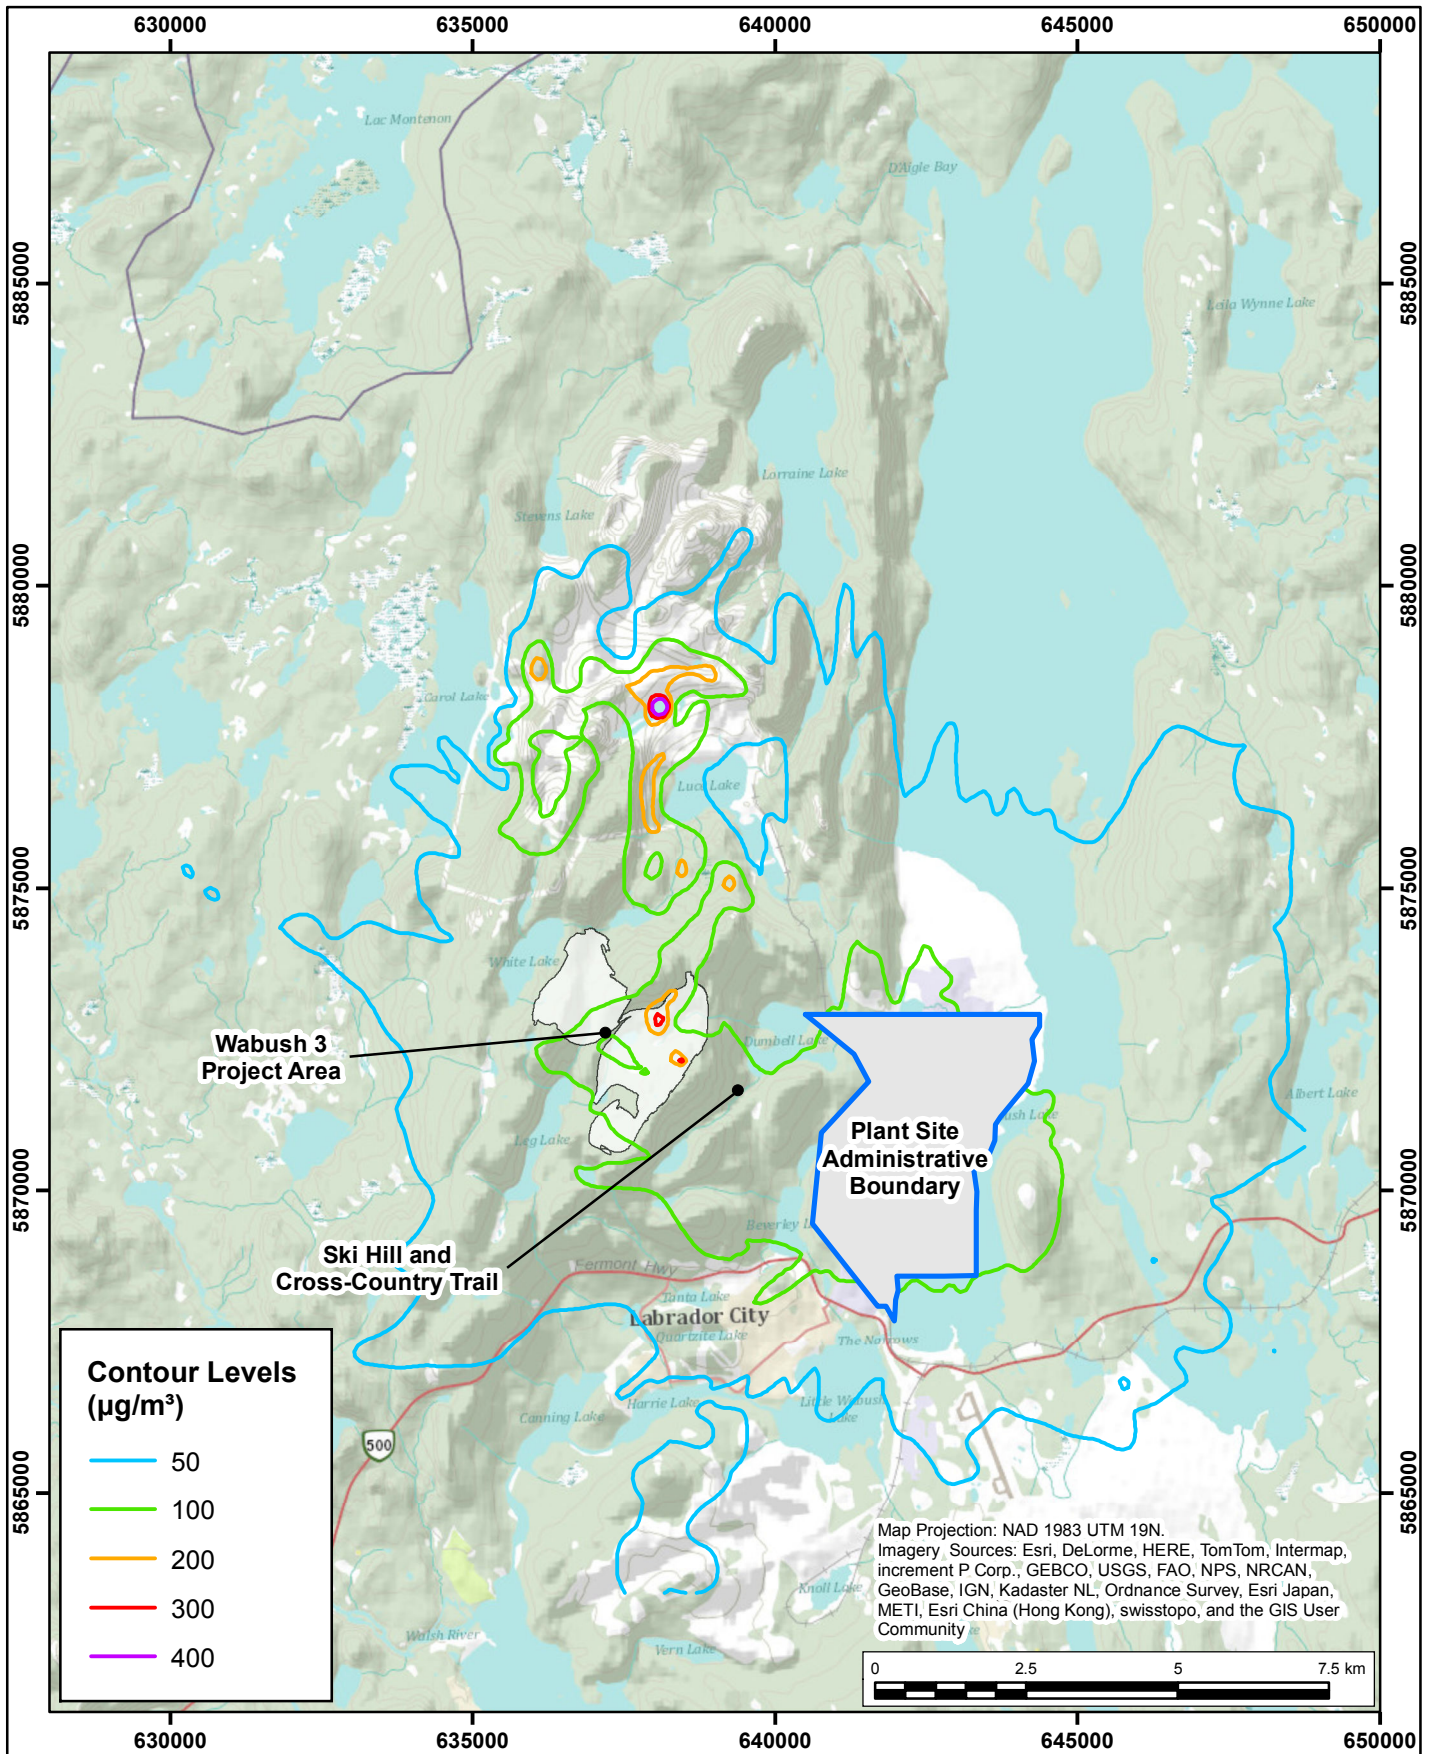 630000 635000 640000 645000 650000
Lac Montenon
D'Aigle Bay
5885000
5885000
Leila Wynne Lake
Lorraine Lake
Stevens Lake
5880000
5880000
Carol Lake
Luce Lake
5875000
5875000
White Lake
Wabush 3
Project Area
Dumbell Lake
Albert Lake
Plant Site
Administrative
Boundary
Leg Lake
5870000
5870000
Beverley
Ski Hill and
Cross-Country Trail
Fermont Hwy
Tanta Lake
Labrador City
Quartzite Lake
The Narrows
Harrie Lake
Little Wabush
Lake
Canning Lake
500
5865000
5865000
Contour Levels
(µg/m³)
50
100
200
300
400
Knoll Lake
Walsh River
Vern Lake
Map Projection: NAD 1983 UTM 19N.
Imagery Sources: Esri, DeLorme, HERE, TomTom, Intermap,
increment P Corp., GEBCO, USGS, FAO, NPS, NRCAN,
GeoBase, IGN, Kadaster NL, Ordnance Survey, Esri Japan,
METI, Esri China (Hong Kong), swisstopo, and the GIS User
Community
0 2.5 5 7.5 km
630000 635000 640000 645000 650000